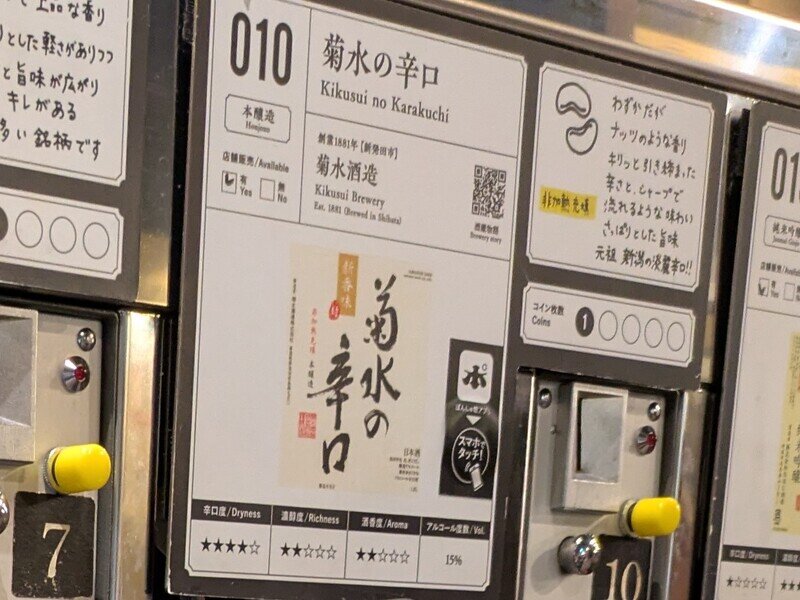 上品な香り
りとした軽さがありつつ
と旨味が広がり
キレがある
多い銘柄です
7
010
菊水の辛口
Kikusui no Karakuchi
本醸造
Honjozo
店舗販売/Available
有
Yes
無
No
創業1881年 [新発田市]
菊水酒造
Kikusui Brewery
Est. 1881 (Brewed in Shibata)
酒蔵物語
Brewery story
新香味
菊水の
辛口
本醸造
日本酒
ぽんしゅ館アプリ
スマホで
タッチ!
辛口度/Dryness
★★★★☆
濃醇度/Richness
★★☆☆☆
酒香度/Aroma
★★☆☆☆
アルコール度数/Vol.
15%
わずかだが
ナッツのような香り
キリッと引き締まった
辛さと、シャープで
流れるような味わい
さっぱりとした旨味
元祖 新潟の淡麗辛口!!
非加熱充填
コイン枚数
Coins
1
10
01
純米吟醸
店舗販売/Available
有
Yes
辛口度/Dryness